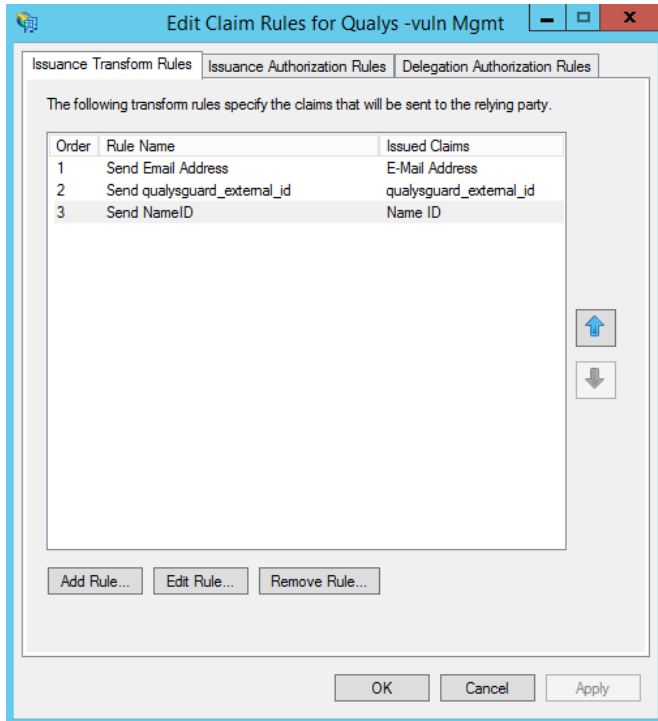 Edit Claim Rules for Qualys -vuln Mgmt
x
Issuance Transform Rules Issuance Authorization Rules Delegation Authorization Rules
The following transform rules specify the claims that will be sent to the relying party.
Order Rule Name Issued Claims
1 Send Email Address E-Mail Address
2 Send qualysguard_external_id qualysguard_external_id
3 Send NameID Name ID
Add Rule... Edit Rule... Remove Rule...
OK Cancel Apply